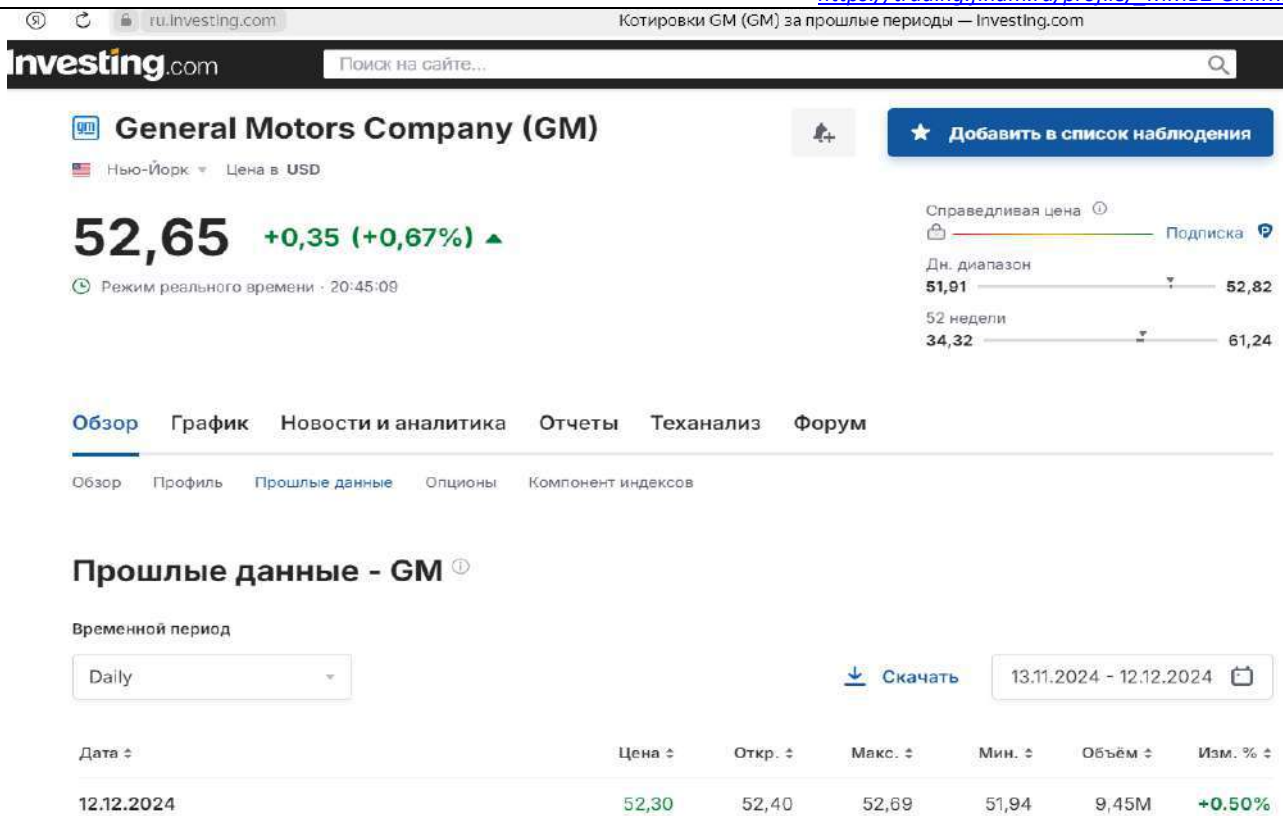 ru.investing.com Котировки GM (GM) за прошлые периоды — Investing.com
Investing.com Поиск на сайте...
General Motors Company (GM)
Добавить в список наблюдения
Нью-Йорк Цена в USD
52,65 +0,35 (+0,67%)
Справедливая цена
Подписка
Режим реального времени · 20:45:09
Дн. диапазон
51,91 52,82
52 недели
34,32 61,24
Обзор График Новости и аналитика Отчеты Теханализ Форум
Обзор Профиль Прошлые данные Опционы Компонент индексов
Прошлые данные - GM
Временной период
Daily Скачать 13.11.2024 - 12.12.2024
Дата Цена Откр. Макс. Мин. Объём Изм. %
12.12.2024 52,30 52,40 52,69 51,94 9,45M +0.50%